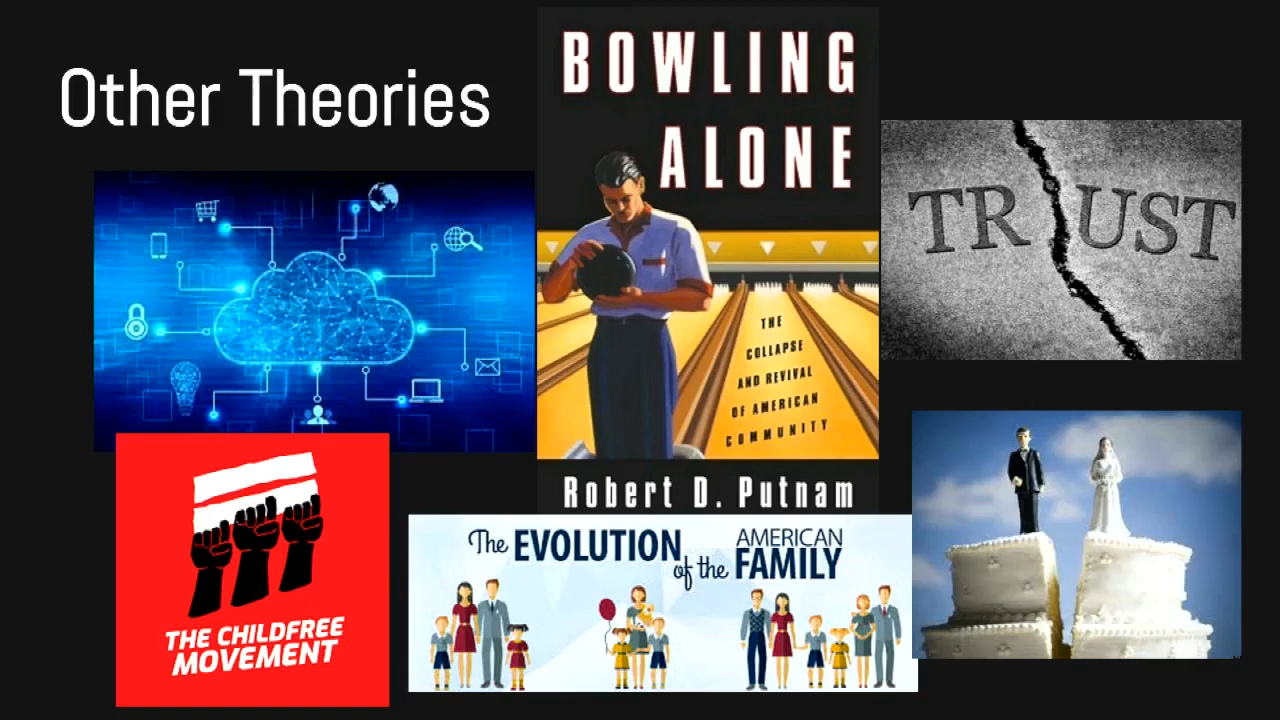 Other Theories
BOWLING
ALONE
THE
COLLAPSE
AND REVIVAL
OF AMERICAN
COMMUNITY
Robert D. Putnam
TRUST
THE CHILDFREE
MOVEMENT
The EVOLUTION of the AMERICAN
FAMILY